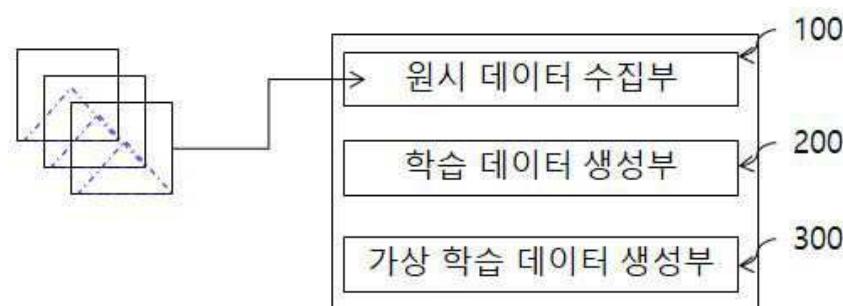 100
원시 데이터 수집부
200
학습 데이터 생성부
300
가상 학습 데이터 생성부